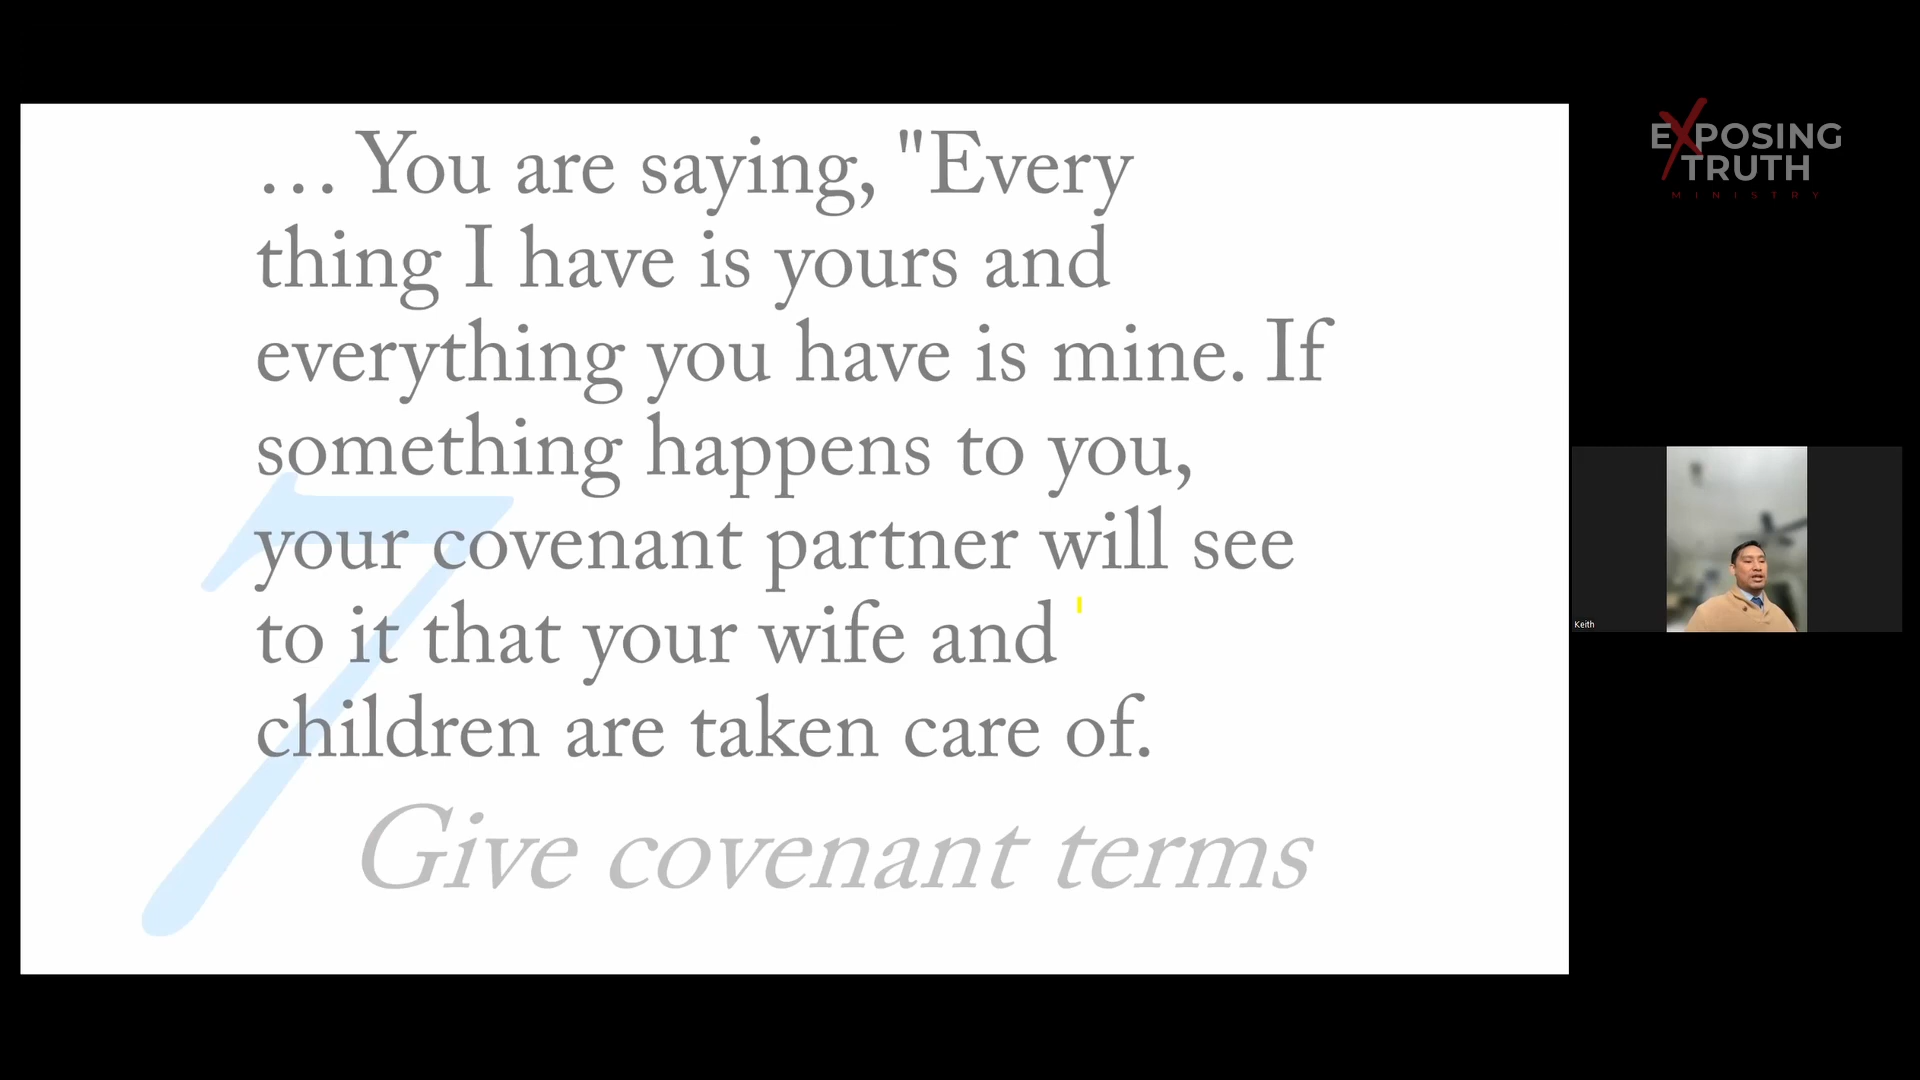 … You are saying, "Every
thing I have is yours and
everything you have is mine. If
something happens to you,
your covenant partner will see
to it that your wife and
children are taken care of.
7
Give covenant terms
EXPOSING
TRUTH
MINISTRY
Keith